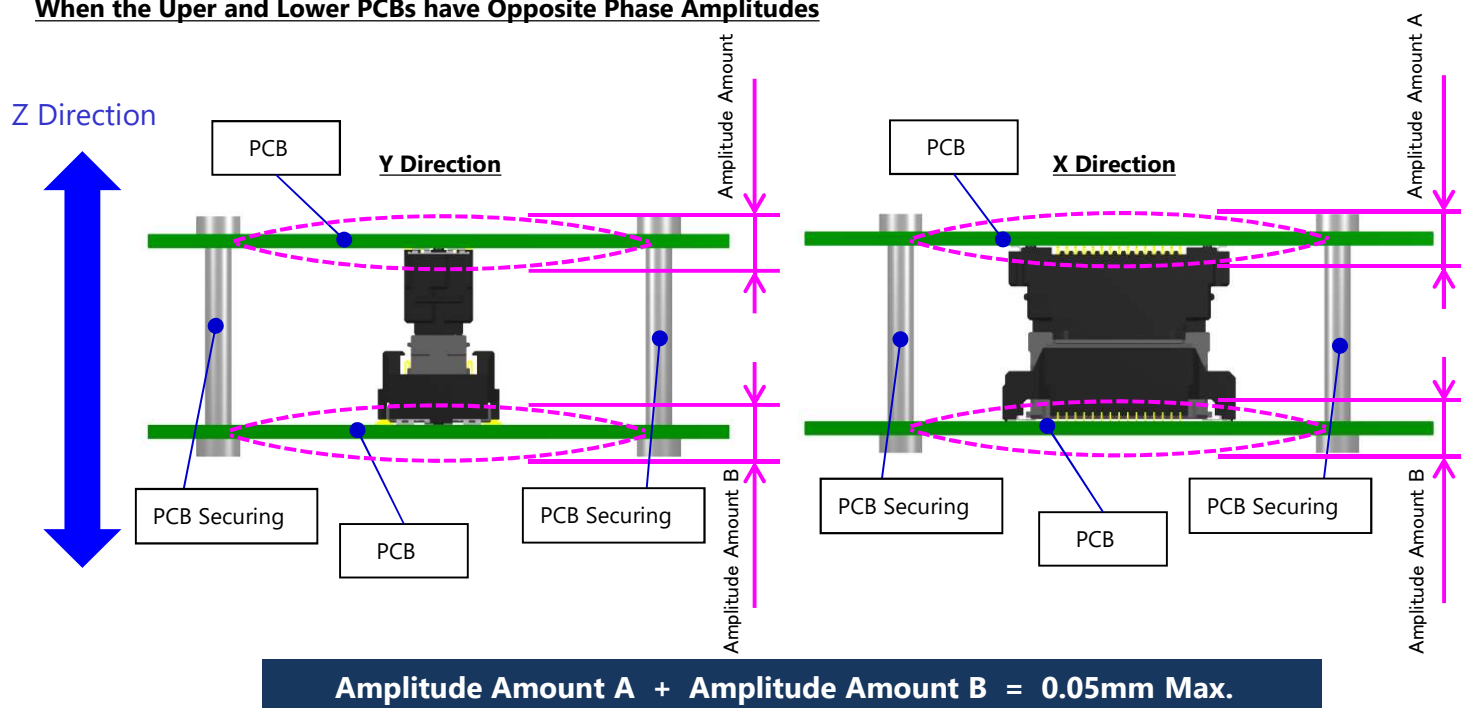 When the Uper and Lower PCBs have Opposite Phase Amplitudes
Z Direction
PCB
Y Direction
Amplitude Amount
PCB
X Direction
Amplitude Amount A
PCB Securing
PCB
PCB Securing
Amplitude Amount B
PCB Securing
PCB
PCB Securing
Amplitude Amount B
Amplitude Amount A + Amplitude Amount B = 0.05mm Max.